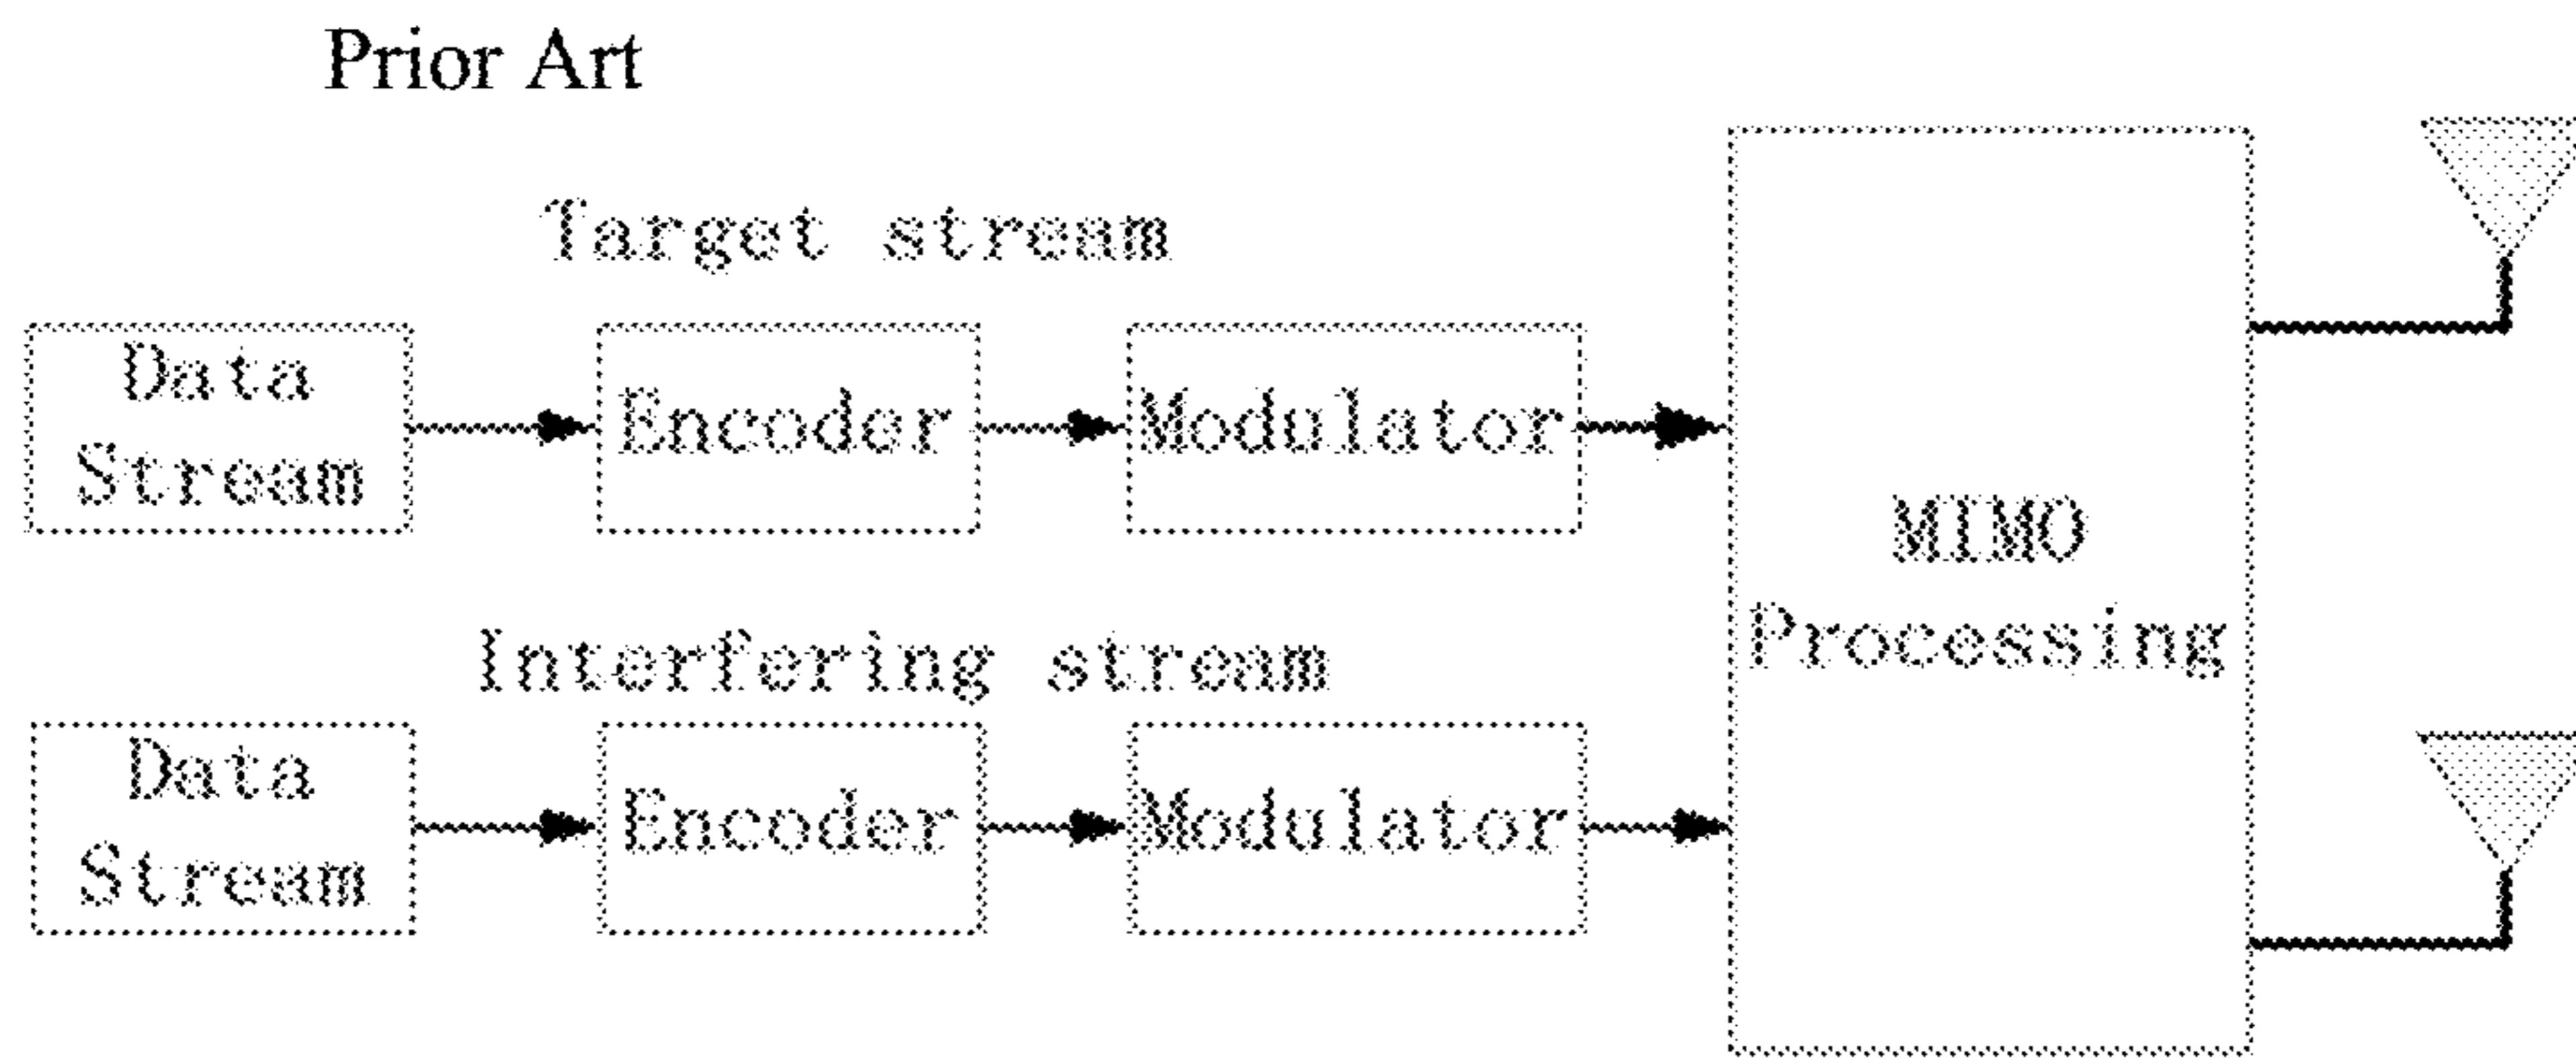 Prior Art
Target stream
Data
Stream
Encoder
Modulator
MIMO
Processing
Interfering stream
Data
Stream
Encoder
Modulator